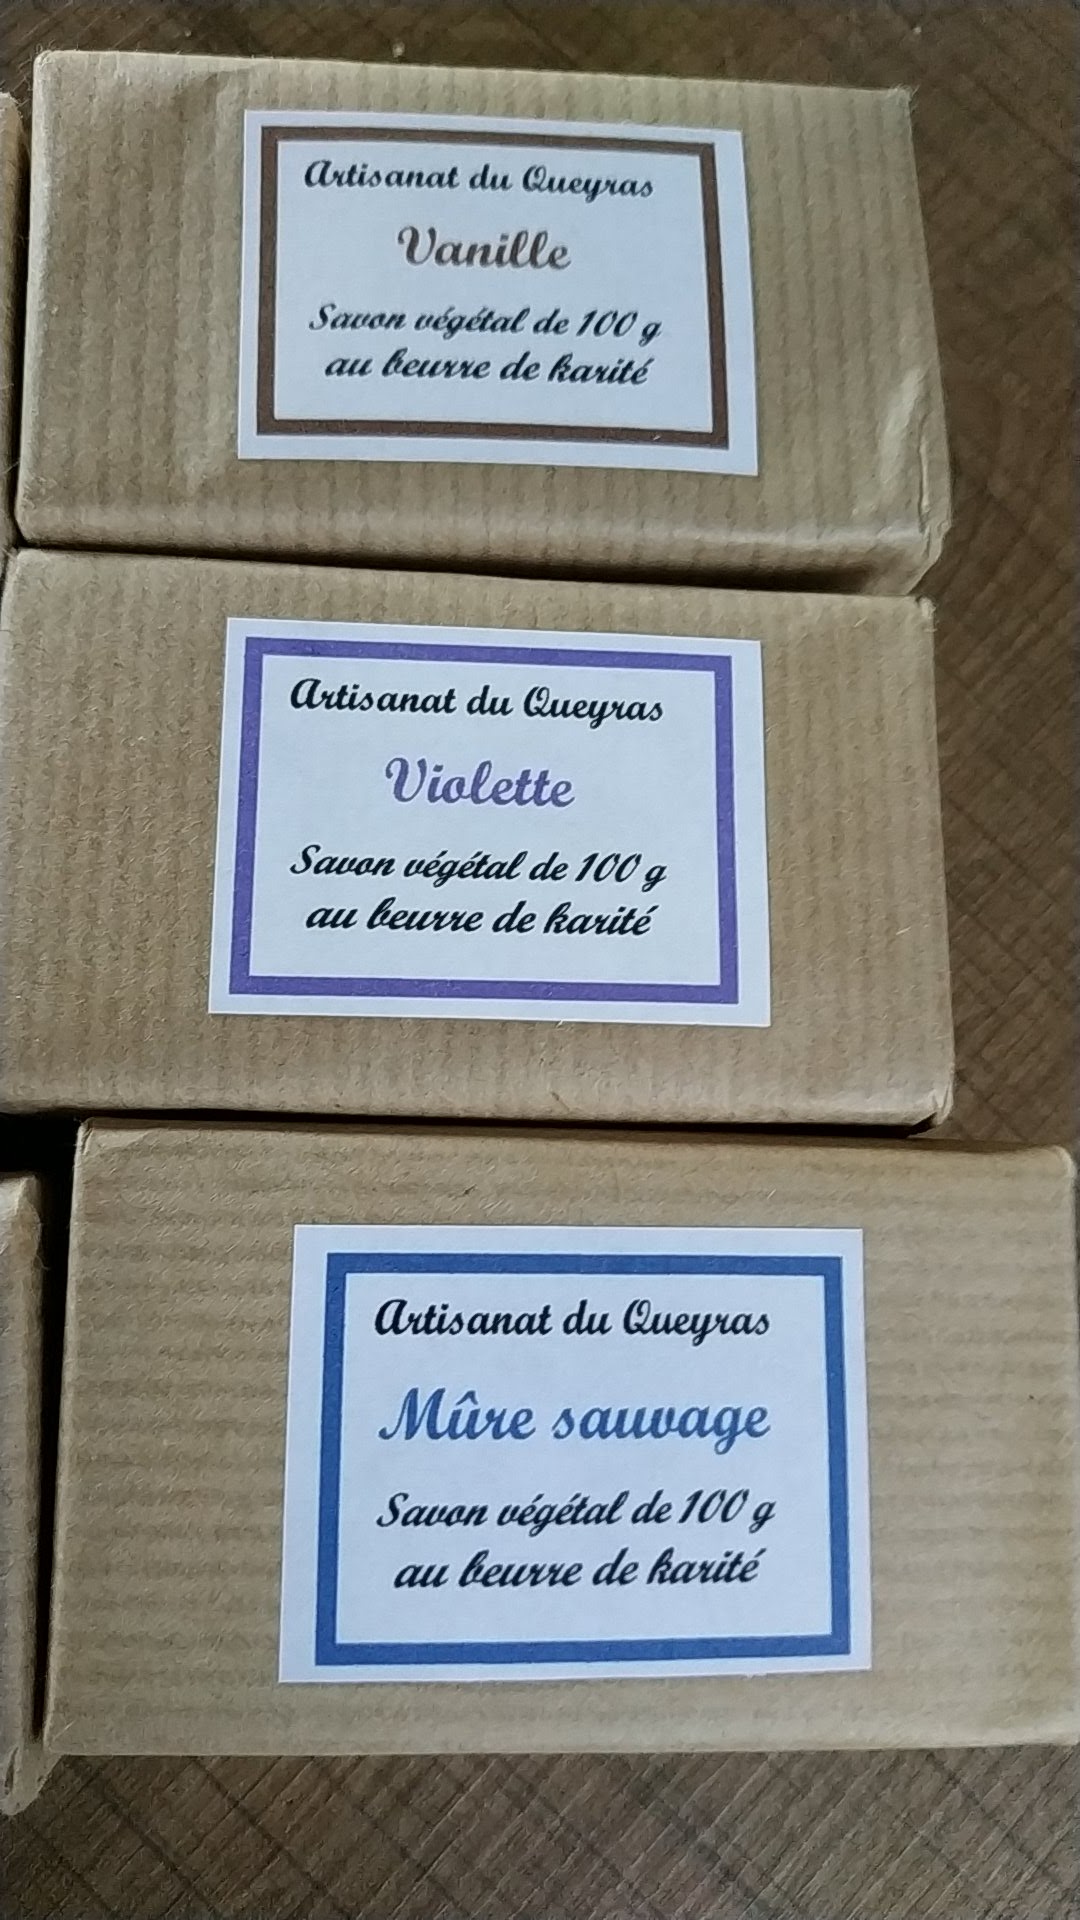 Artisanat du Queyras
Vanille
Savon végétal de 100 g
au beurre de karité
Artisanat du Queyras
Violette
Savon végétal de 100 g
au beurre de karité
Artisanat du Queyras
Mûre sauvage
Savon végétal de 100 g
au beurre de karité